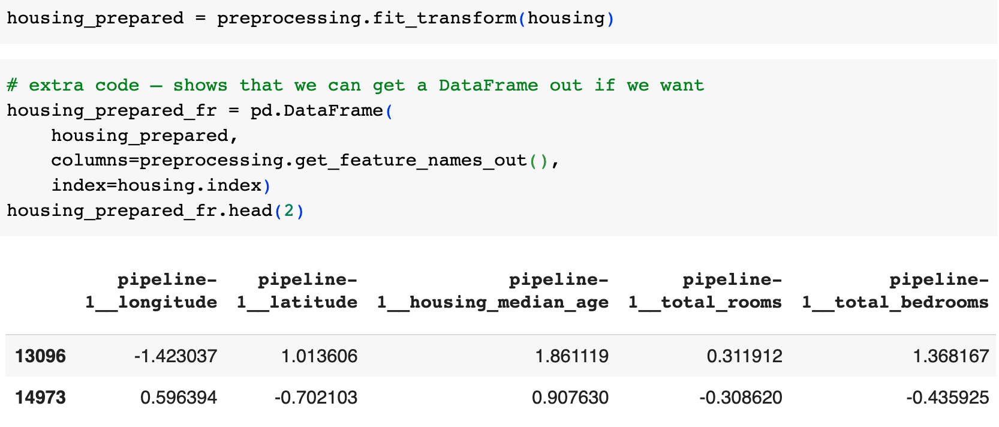 housing_prepared = preprocessing.fit_transform(housing)
# extra code – shows that we can get a DataFrame out if we want
housing_prepared_fr = pd.DataFrame(
    housing_prepared,
    columns=preprocessing.get_feature_names_out(),
    index=housing.index)
housing_prepared_fr.head(2)
pipeline- pipeline- pipeline- pipeline- pipeline-
1__longitude 1__latitude 1__housing_median_age 1__total_rooms 1__total_bedrooms
13096 -1.423037 1.013606 1.861119 0.311912 1.368167
14973 0.596394 -0.702103 0.907630 -0.308620 -0.435925